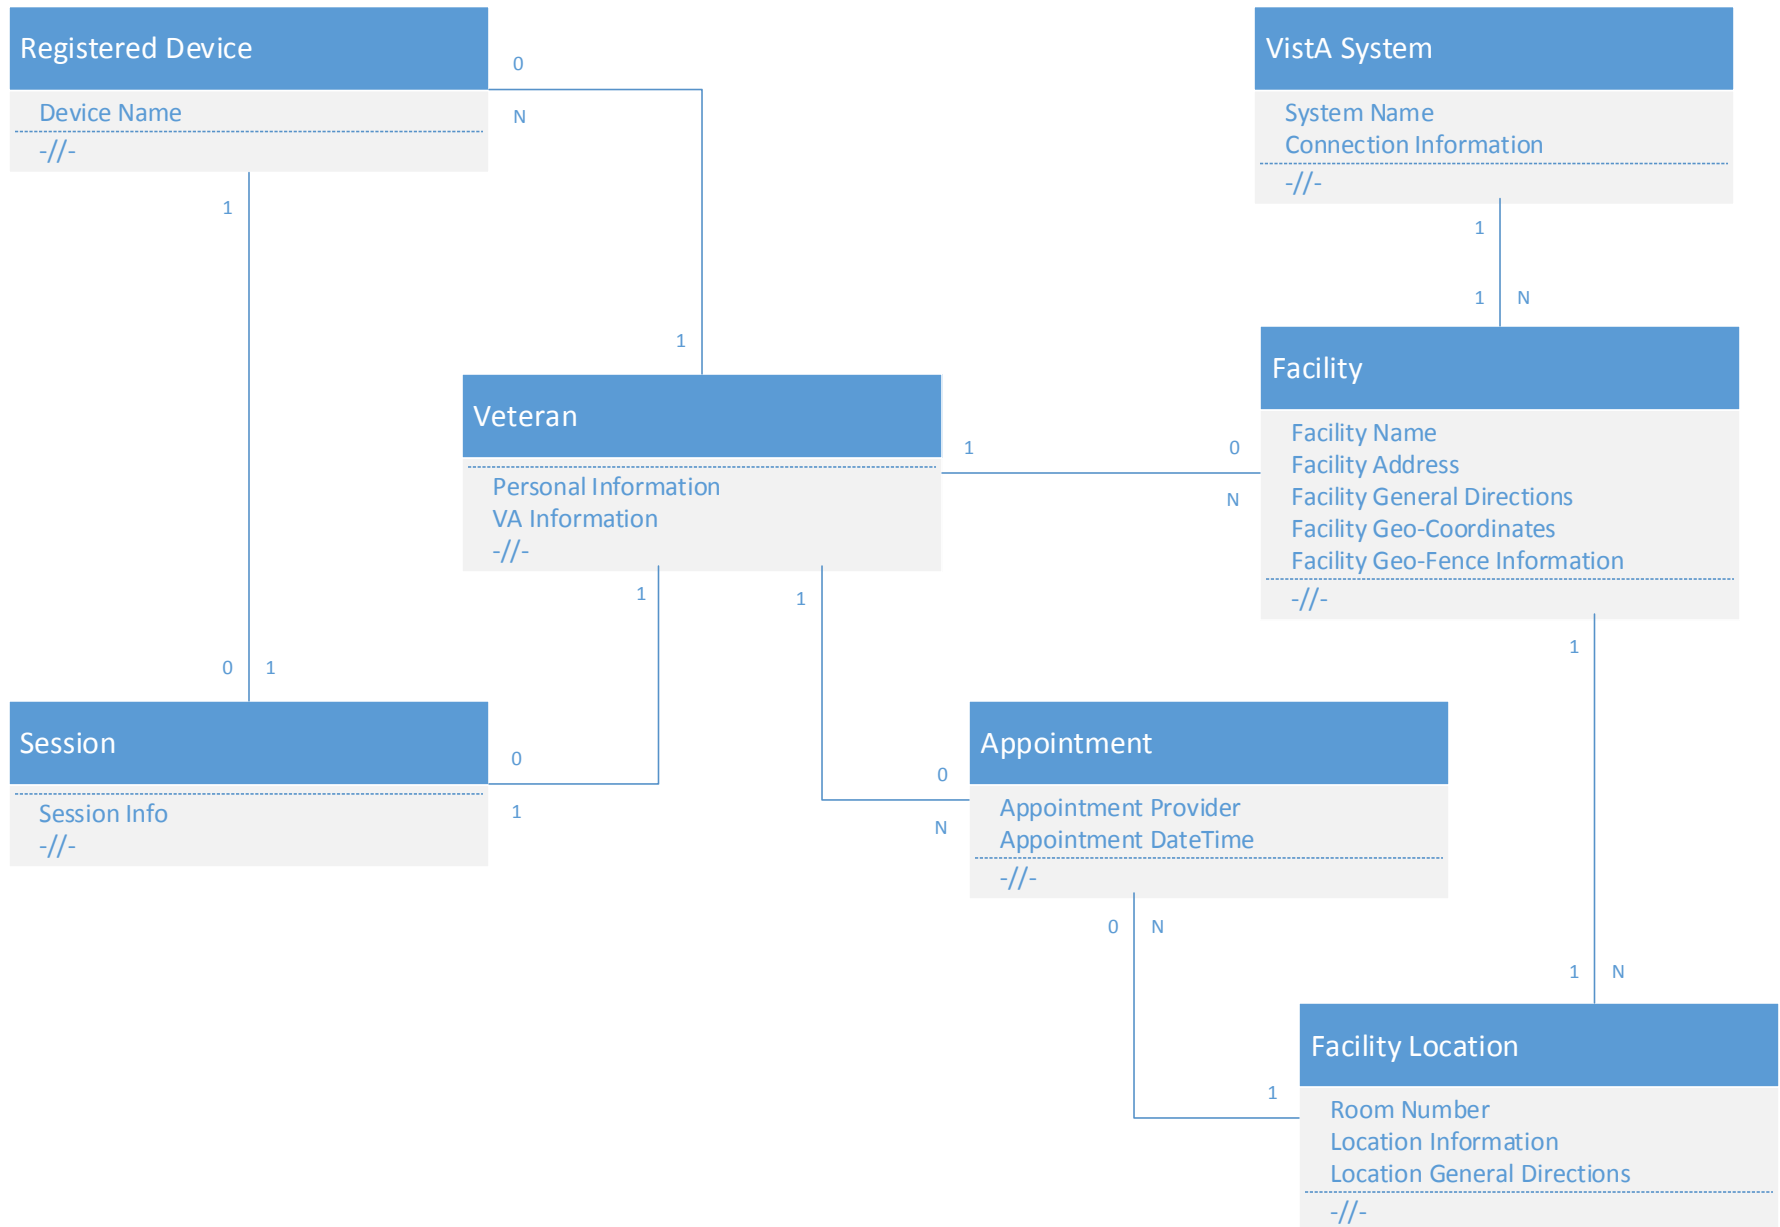 Registered Device
Device Name
-//-
0
N
1
0 1
1
Veteran
Personal Information
VA Information
-//-
1
1
1
0
N
Session
Session Info
-//-
0
1
VistA System
System Name
Connection Information
-//-
1
1 N
Facility
Facility Name
Facility Address
Facility General Directions
Facility Geo-Coordinates
Facility Geo-Fence Information
-//-
1
1 N
Appointment
Appointment Provider
Appointment DateTime
-//-
0
N
0 N
1
Facility Location
Room Number
Location Information
Location General Directions
-//-